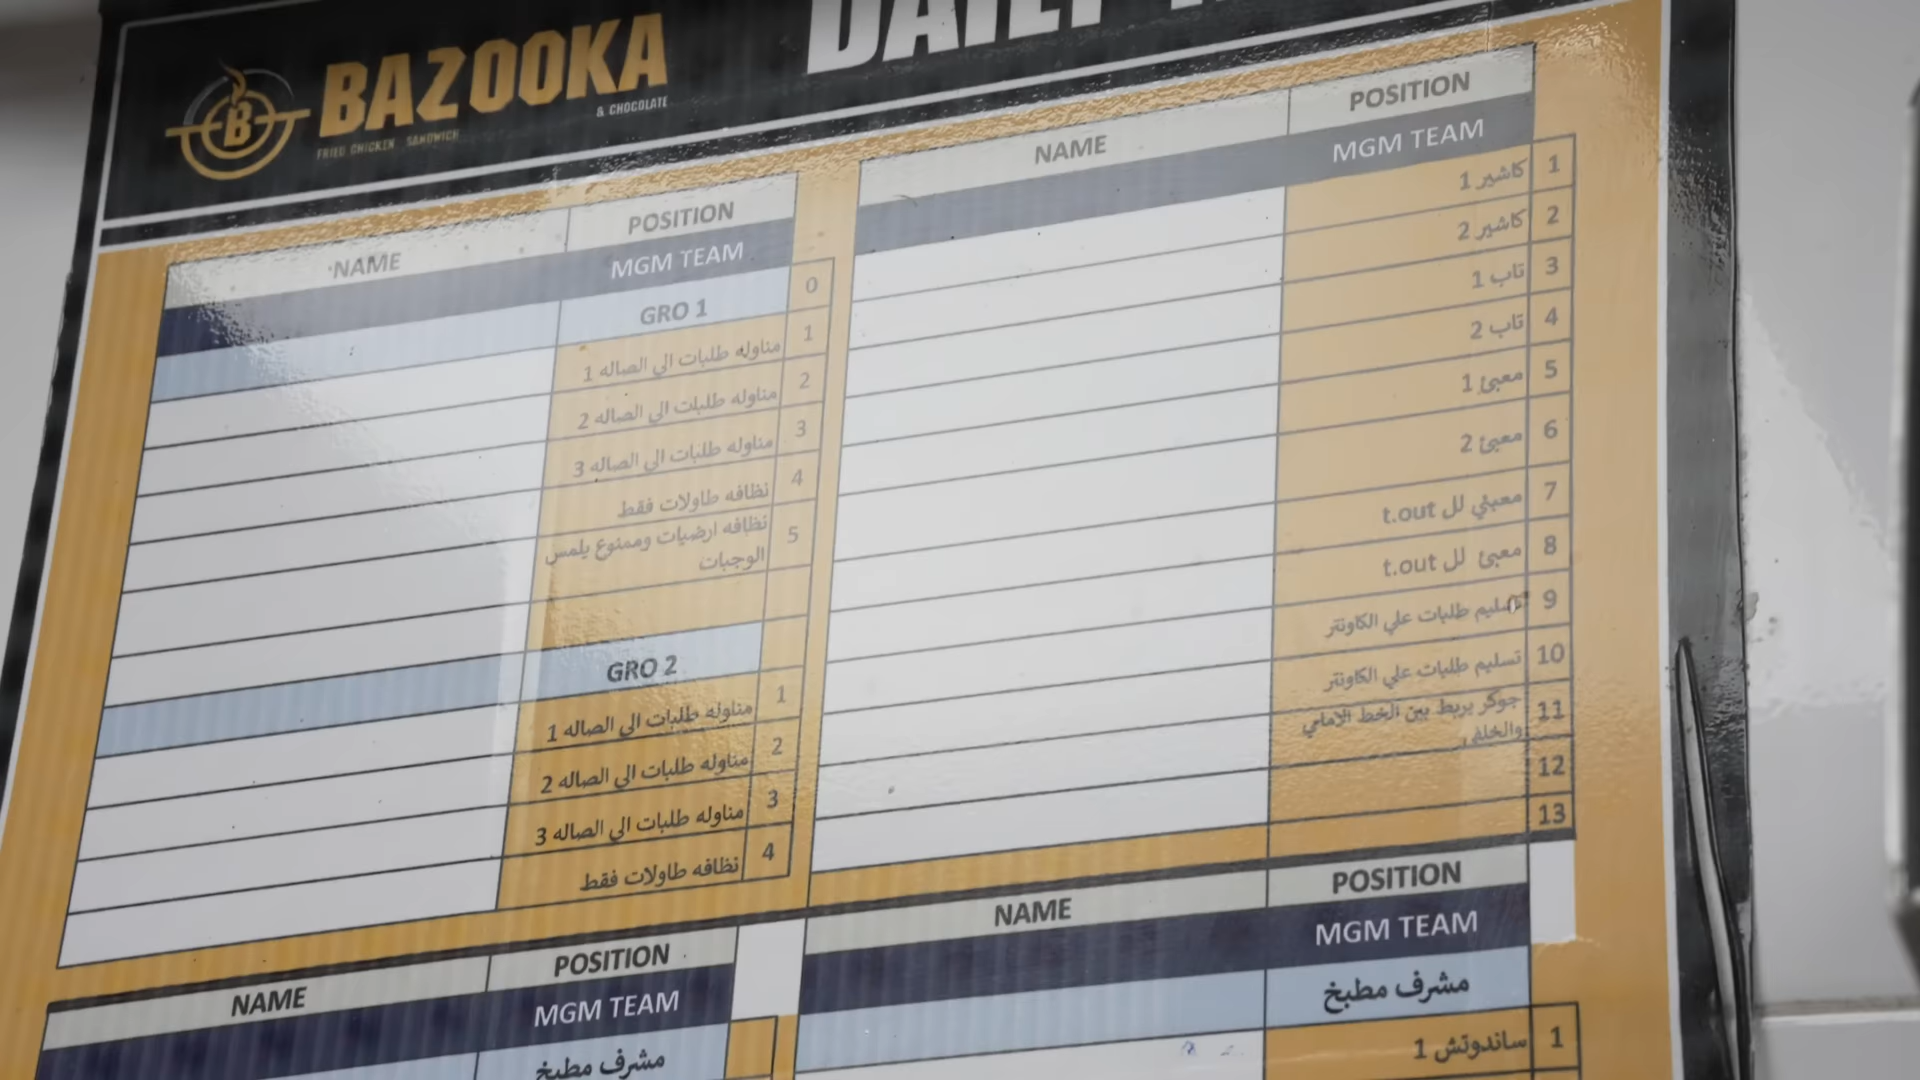 BAZOOKA
FRIED CHICKEN SANDWICH & CHOCOLATE
DAILY
NAME POSITION
MGM TEAM
GRO 1 0
مناوله طلبات الي الصاله 1 1
مناوله طلبات الي الصاله 2 2
مناوله طلبات الي الصاله 3 3
نظافه طاولات فقط 4
نظافه ارضيات وممنوع يلمس 5
الوجبات
GRO 2
مناوله طلبات الي الصاله 1 1
مناوله طلبات الي الصاله 2 2
مناوله طلبات الي الصاله 3 3
نظافه طاولات فقط 4
NAME POSITION
MGM TEAM
كاشير 1 1
كاشير 2 2
تاب 1 3
تاب 2 4
معبئ 1 5
معبئ 2 6
معبئي لل t.out 7
معبئ لل t.out 8
تسليم طلبات علي الكاونتر 9
تسليم طلبات علي الكاونتر 10
جوكر يربط بين الخط الامامي 11
والخلفي
12
13
NAME POSITION
MGM TEAM
مشرف مطبخ
NAME POSITION
MGM TEAM
مشرف مطبخ
ساندوتش 1 1